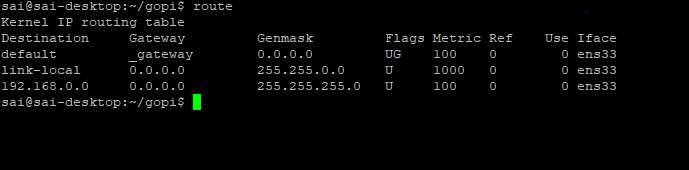 sai@sai-desktop:~/gopi$ route
Kernel IP routing table
Destination     Gateway         Genmask         Flags Metric Ref    Use Iface
default         _gateway        0.0.0.0         UG    100    0        0 ens33
link-local      0.0.0.0         255.255.0.0     U     1000   0        0 ens33
192.168.0.0     0.0.0.0         255.255.255.0   U     100    0        0 ens33
sai@sai-desktop:~/gopi$